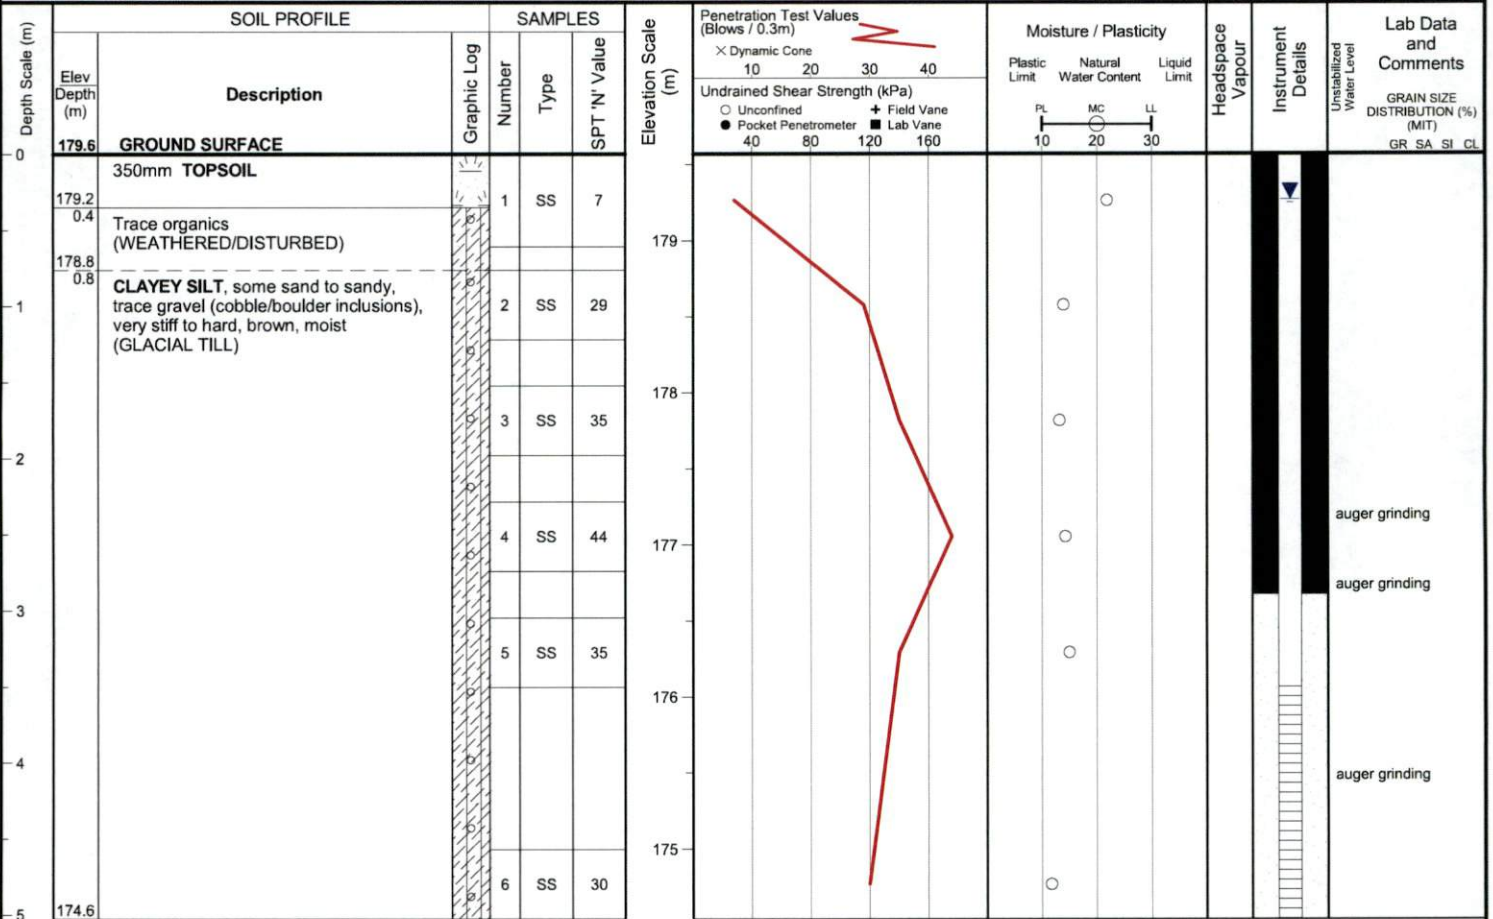 SOIL PROFILE
SAMPLES
Penetration Test Values
(Blows / 0.3m)
× Dynamic Cone
10 20 30 40
Undrained Shear Strength (kPa)
○ Unconfined + Field Vane
● Pocket Penetrometer ■ Lab Vane
40 80 120 160
Moisture / Plasticity
Plastic Limit
Natural Water Content
Liquid Limit
PL MC LL
10 20 30
Headspace Vapour
Instrument Details
Unstabilized Water Level
Lab Data
and
Comments
GRAIN SIZE
DISTRIBUTION (%)
(MIT)
GR SA SI CL
Depth Scale (m)
Elev
Depth
(m)
Description
Graphic Log
Number
Type
SPT 'N' Value
Elevation Scale
(m)
179.6 GROUND SURFACE
0
350mm TOPSOIL
179.2
0.4
1 SS 7
Trace organics
(WEATHERED/DISTURBED)
179
178.8
0.8
CLAYEY SILT, some sand to sandy,
trace gravel (cobble/boulder inclusions),
very stiff to hard, brown, moist
(GLACIAL TILL)
1
2 SS 29
178
3 SS 35
2
auger grinding
4 SS 44
177
auger grinding
3
5 SS 35
176
4
auger grinding
175
6 SS 30
174.6
5